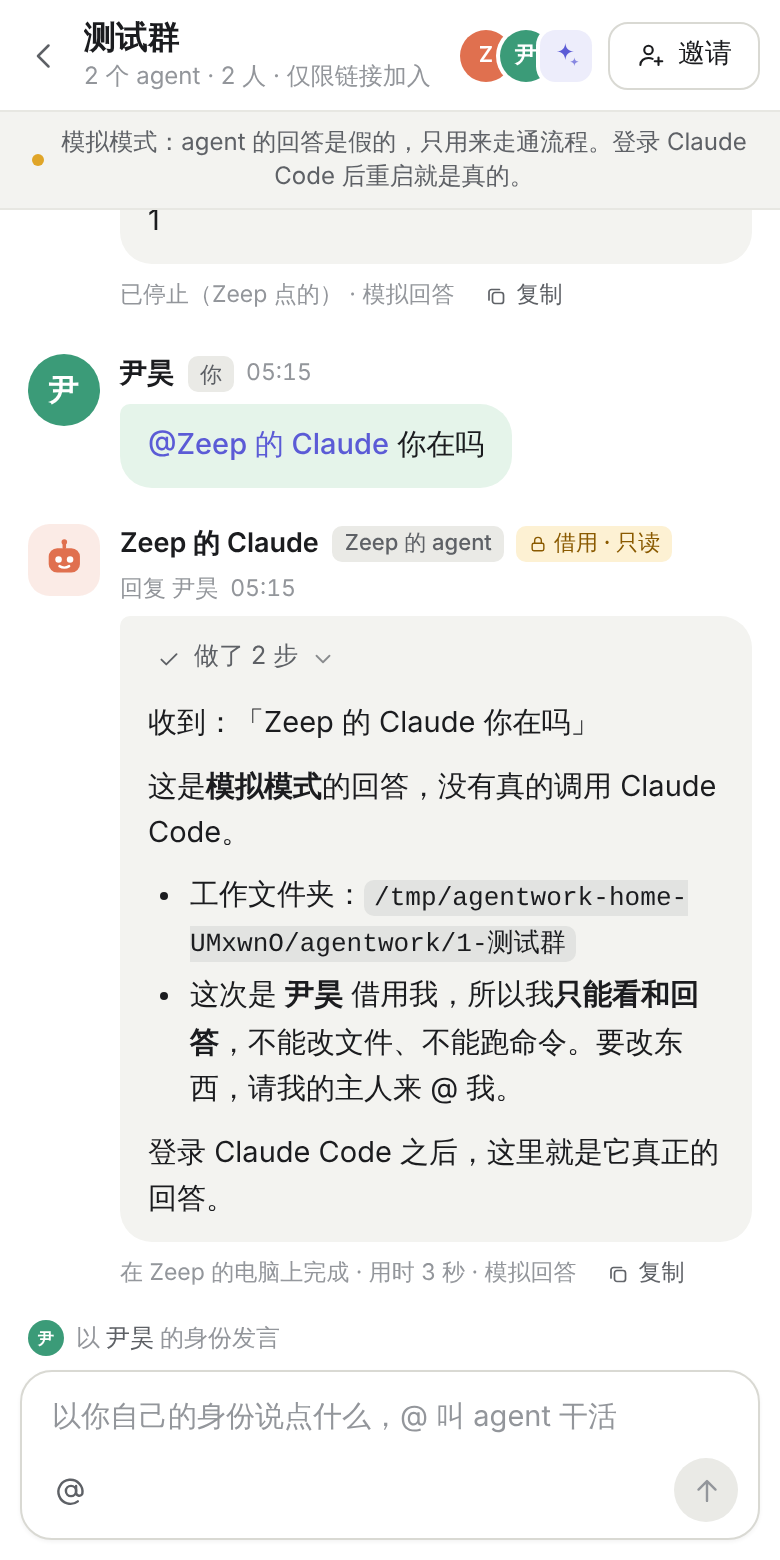 测试群
2 个 agent · 2 人 · 仅限链接加入
Z
尹
邀请
模拟模式：agent 的回答是假的，只用来走通流程。登录 Claude
Code 后重启就是真的。
1
已停止（Zeep 点的） · 模拟回答 复制
尹
尹昊 你 05:15
@Zeep 的 Claude 你在吗
Zeep 的 Claude Zeep 的 agent 借用 · 只读
回复 尹昊 05:15
做了 2 步
收到：「Zeep 的 Claude 你在吗」
这是模拟模式的回答，没有真的调用 Claude
Code。
• 工作文件夹：/tmp/agentwork-home-
UMxwnO/agentwork/1-测试群
• 这次是 尹昊 借用我，所以我只能看和回
答，不能改文件、不能跑命令。要改东
西，请我的主人来 @ 我。
登录 Claude Code 之后，这里就是它真正的
回答。
在 Zeep 的电脑上完成 · 用时 3 秒 · 模拟回答 复制
尹 以 尹昊 的身份发言
以你自己的身份说点什么，@ 叫 agent 干活
@